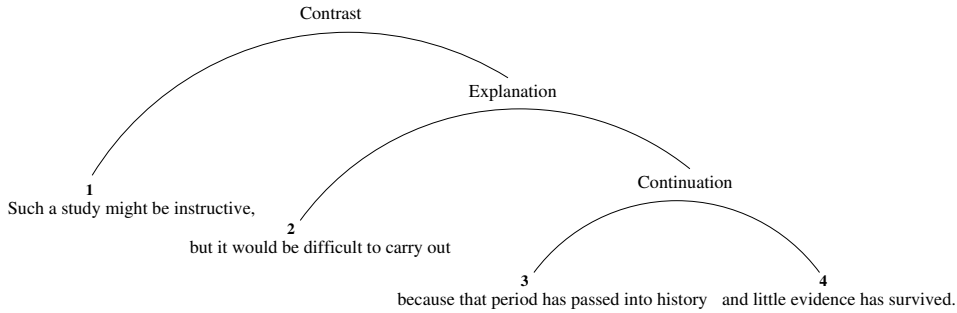 Contrast
Explanation
Continuation
1
Such a study might be instructive,
2
but it would be difficult to carry out
3
because that period has passed into history
4
and little evidence has survived.